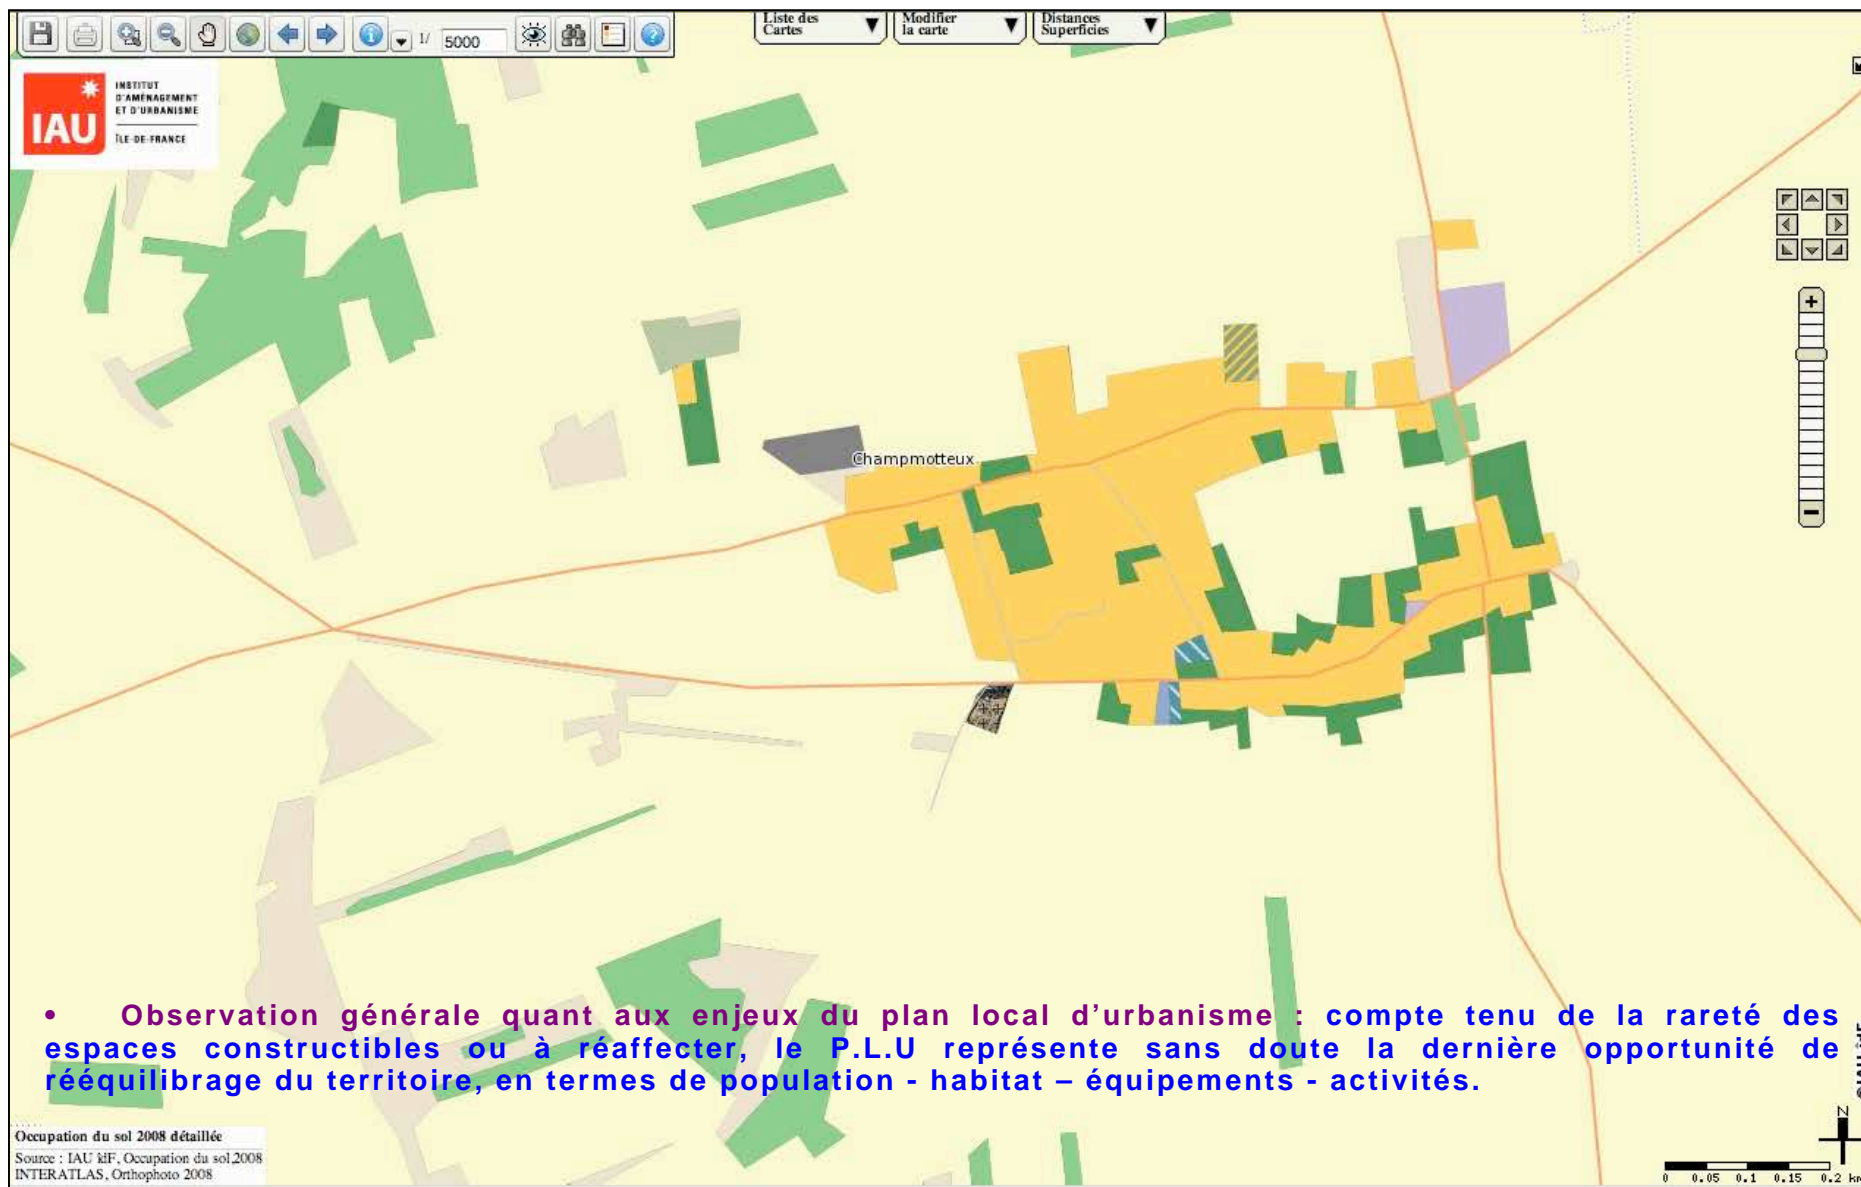 1/ 5000
Liste des
Cartes
Modifier
la carte
Distances
Superficies
IAU
INSTITUT
D'AMÉNAGEMENT
ET D'URBANISME
ÎLE-DE-FRANCE
Champmotteux
• Observation générale quant aux enjeux du plan local d’urbanisme : compte tenu de la rareté des
espaces constructibles ou à réaffecter, le P.L.U représente sans doute la dernière opportunité de
rééquilibrage du territoire, en termes de population - habitat – équipements - activités.
Occupation du sol 2008 détaillée
Source : IAU îdF, Occupation du sol 2008
INTERATLAS, Orthophoto 2008
N
0 0.05 0.1 0.15 0.2 km